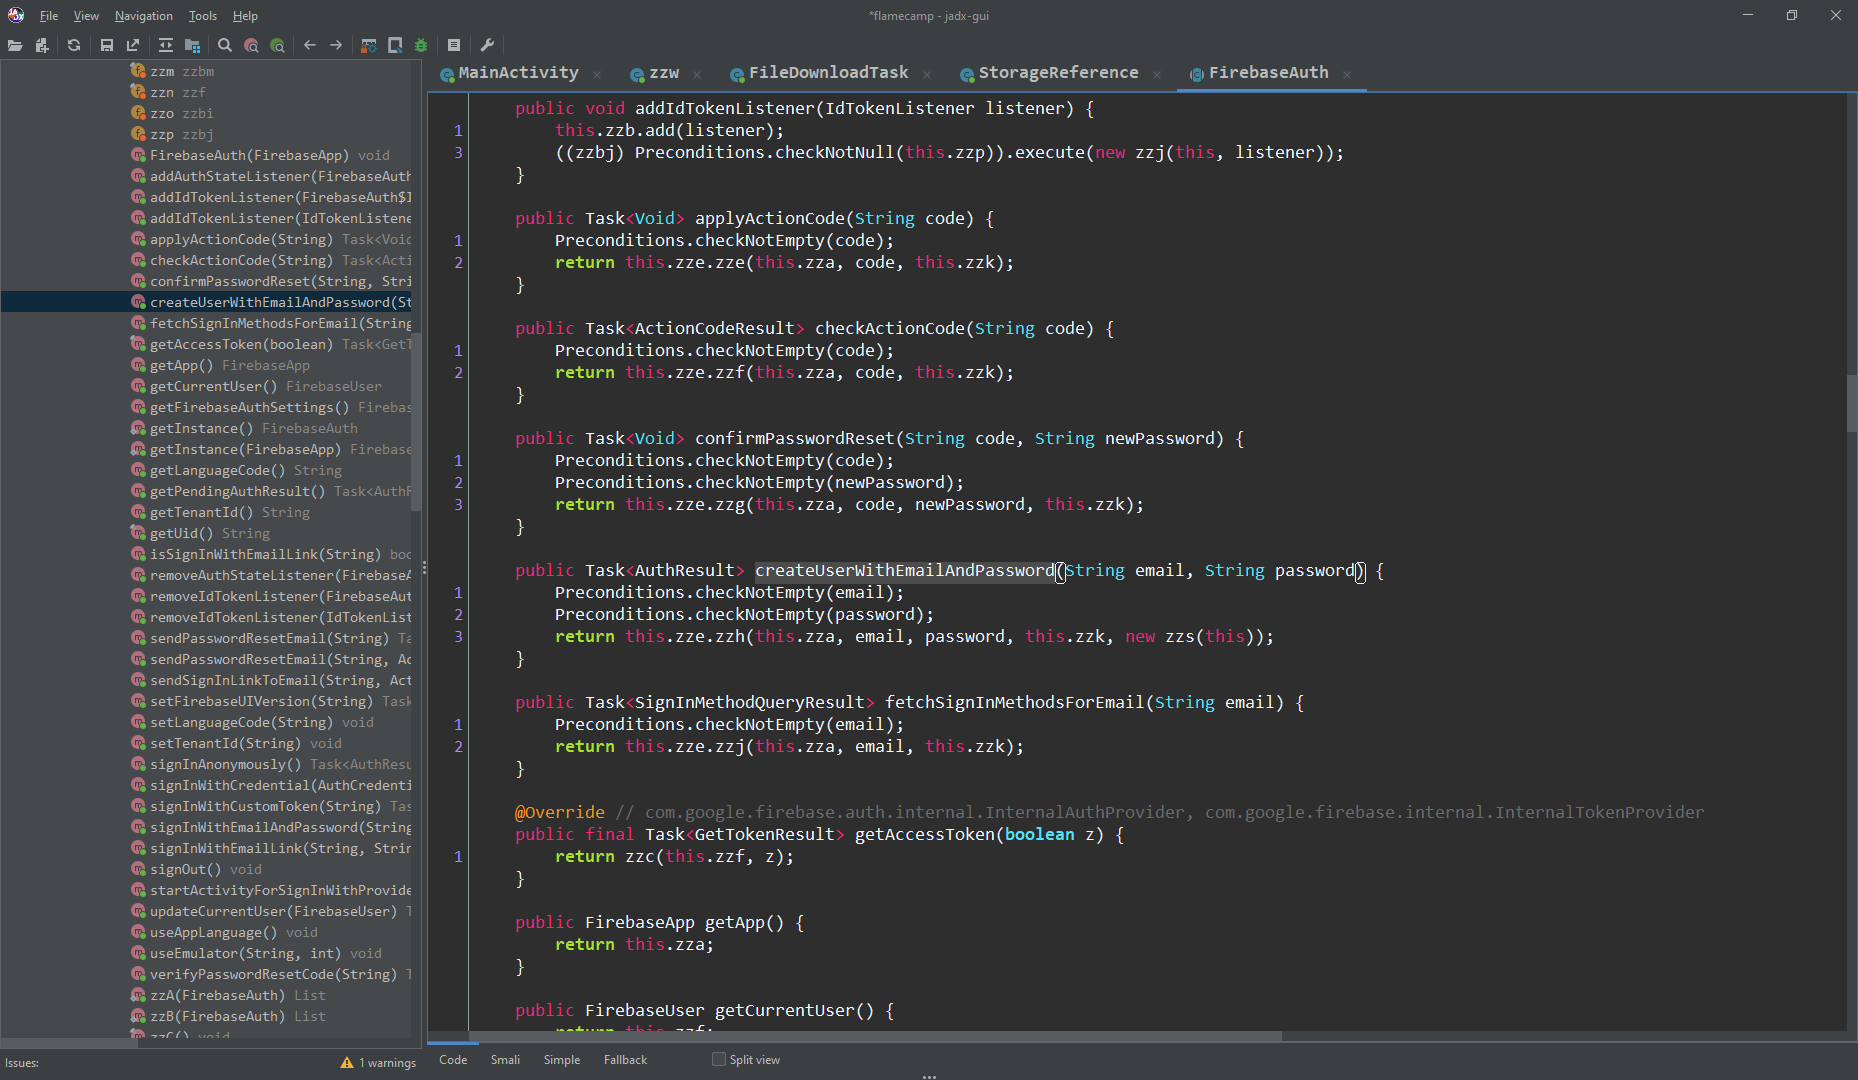 File View Navigation Tools Help
*flamecamp - jadx-gui
zzm zzbm
zzn zzf
zzo zzbi
zzp zzbj
FirebaseAuth(FirebaseApp) void
addAuthStateListener(FirebaseAuth
addIdTokenListener(FirebaseAuth$I
addIdTokenListener(IdTokenListene
applyActionCode(String) Task<Voic
checkActionCode(String) Task<Acti
confirmPasswordReset(String, Stri
createUserWithEmailAndPassword(St
fetchSignInMethodsForEmail(String
getAccessToken(boolean) Task<GetT
getApp() FirebaseApp
getCurrentUser() FirebaseUser
getFirebaseAuthSettings() Firebas
getInstance() FirebaseAuth
getInstance(FirebaseApp) Firebase
getLanguageCode() String
getPendingAuthResult() Task<AuthR
getTenantId() String
getUid() String
isSignInWithEmailLink(String) boo
removeAuthStateListener(FirebaseA
removeIdTokenListener(FirebaseAut
removeIdTokenListener(IdTokenList
sendPasswordResetEmail(String) Ta
sendPasswordResetEmail(String, Ac
sendSignInLinkToEmail(String, Act
setFirebaseUIVersion(String) Task
setLanguageCode(String) void
setTenantId(String) void
signInAnonymously() Task<AuthResu
signInWithCredential(AuthCredenti
signInWithCustomToken(String) Tas
signInWithEmailAndPassword(String
signInWithEmailLink(String, Strin
signOut() void
startActivityForSignInWithProvide
updateCurrentUser(FirebaseUser) T
useAppLanguage() void
useEmulator(String, int) void
verifyPasswordResetCode(String) T
zzA(FirebaseAuth) List
zzB(FirebaseAuth) List
zzC() void
MainActivity zzw FileDownloadTask StorageReference FirebaseAuth
public void addIdTokenListener(IdTokenListener listener) {
1 this.zzb.add(listener);
3 ((zzbj) Preconditions.checkNotNull(this.zzp)).execute(new zzj(this, listener));
}
public Task<Void> applyActionCode(String code) {
1 Preconditions.checkNotEmpty(code);
2 return this.zze.zze(this.zza, code, this.zzk);
}
public Task<ActionCodeResult> checkActionCode(String code) {
1 Preconditions.checkNotEmpty(code);
2 return this.zze.zzf(this.zza, code, this.zzk);
}
public Task<Void> confirmPasswordReset(String code, String newPassword) {
1 Preconditions.checkNotEmpty(code);
2 Preconditions.checkNotEmpty(newPassword);
3 return this.zze.zzg(this.zza, code, newPassword, this.zzk);
}
public Task<AuthResult> createUserWithEmailAndPassword(String email, String password) {
1 Preconditions.checkNotEmpty(email);
2 Preconditions.checkNotEmpty(password);
3 return this.zze.zzh(this.zza, email, password, this.zzk, new zzs(this));
}
public Task<SignInMethodQueryResult> fetchSignInMethodsForEmail(String email) {
1 Preconditions.checkNotEmpty(email);
2 return this.zze.zzj(this.zza, email, this.zzk);
}
@Override // com.google.firebase.auth.internal.InternalAuthProvider, com.google.firebase.internal.InternalTokenProvider
public final Task<GetTokenResult> getAccessToken(boolean z) {
1 return zzc(this.zzf, z);
}
public FirebaseApp getApp() {
return this.zza;
}
public FirebaseUser getCurrentUser() {
return this.zzf;
Issues: 1 warnings
Code Smali Simple Fallback Split view